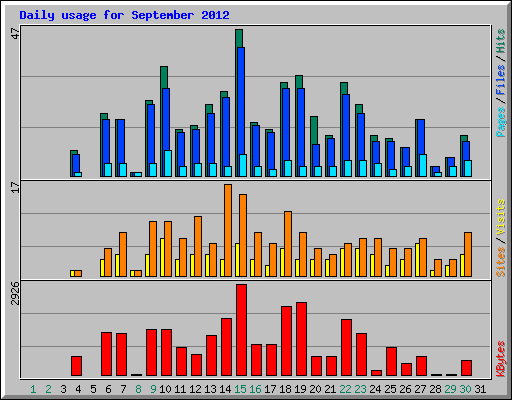 Daily usage for September 2012
47
Pages / Files / Hits
17
Sites / Visits
2926
KBytes
1 2 3 4 5 6 7 8 9 10 11 12 13 14 15 16 17 18 19 20 21 22 23 24 25 26 27 28 29 30 31